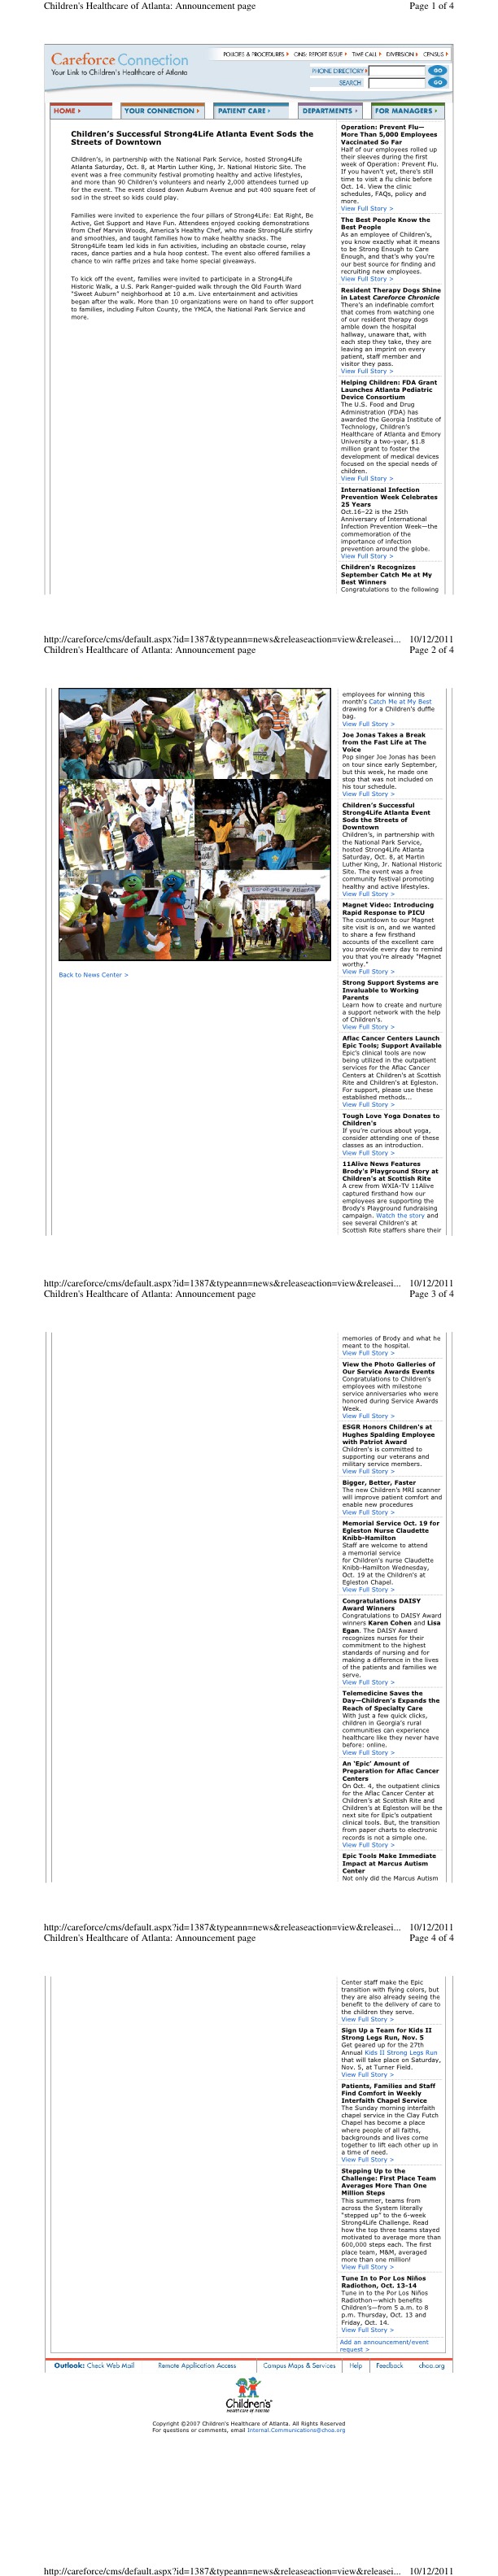 Children's Healthcare of Atlanta: Announcement page Page 1 of 4
POLICIES & PROCEDURES TIME CALL DIVERSION CENSUS
Careforce Connection
Your Link to Children's Healthcare of Atlanta
PHONE DIRECTORY GO
SEARCH GO
HOME YOUR CONNECTION PATIENT CARE DEPARTMENTS FOR MANAGERS
Children's Successful Strong4Life Atlanta Event Sods the
Streets of Downtown
Children's, in partnership with the National Park Service, hosted Strong4Life
Atlanta Saturday, Oct. 8, at Martin Luther King, Jr. National Historic Site. The
event was a free community festival promoting healthy and active lifestyles,
and more than 90 Children's volunteers and nearly 2,000 attendees turned up
for the event. The event closed down Auburn Avenue and put 400 square feet of
sod in the street so kids could play.
Families were invited to experience the four pillars of Strong4Life: Eat Right, Be
Active, Get Support and Have Fun. Attendees enjoyed cooking demonstrations
from Chef Marvin Woods, America's Healthy Chef, who made Strong4Life stirfry
and smoothies, and taught families how to make healthy snacks. The
Strong4Life team led kids in fun activities, including an obstacle course, relay
races, dance parties and a hula hoop contest. The event also offered families a
chance to win raffle prizes and take home special giveaways.
To kick off the event, families were invited to participate in a Strong4Life
Historic Walk, a U.S. Park Ranger-guided walk through the Old Fourth Ward
"Sweet Auburn" neighborhood at 10 a.m. Live entertainment and activities
began after the walk. More than 10 organizations were on hand to offer support
to families, including Fulton County, the YMCA, the National Park Service and
more.
Operation: Prevent Flu—
More Than 5,000 Employees
Vaccinated So Far
Half of our employees rolled up
their sleeves during the first
week of Operation: Prevent Flu.
If you haven't yet, there's still
time to visit a flu clinic before
Oct. 14. View the clinic
schedules, FAQs, policy and
more.
View Full Story >
The Best People Know the
Best People
As an employee of Children's,
you know exactly what it means
to be Strong Enough to Care
Enough, and that's why you're
our best source for finding and
recruiting new employees.
View Full Story >
Resident Therapy Dogs Shine
in Latest Careforce Chronicle
There's an indefinable comfort
that comes from watching one
of our resident therapy dogs
amble down the hospital
hallway, unaware that, with
each step they take, they are
leaving an imprint on every
patient, staff member and
visitor they pass.
View Full Story >
Helping Children: FDA Grant
Launches Atlanta Pediatric
Device Consortium
The U.S. Food and Drug
Administration (FDA) has
awarded the Georgia Institute of
Technology, Children's
Healthcare of Atlanta and Emory
University a two-year, $1.8
million grant to foster the
development of medical devices
focused on the special needs of
children.
View Full Story >
International Infection
Prevention Week Celebrates
25 Years
Oct.16–22 is the 25th
Anniversary of International
Infection Prevention Week—the
commemoration of the
importance of infection
prevention around the globe.
View Full Story >
Children's Recognizes
September Catch Me at My
Best Winners
Congratulations to the following
http://careforce/cms/default.aspx?id=1387&typeann=news&releaseaction=view&releasei... 10/12/2011
Children's Healthcare of Atlanta: Announcement page Page 2 of 4
Strong4Life Atlanta
Back to News Center >
employees for winning this
month's Catch Me at My Best
drawing for a Children's duffle
bag.
View Full Story >
Joe Jonas Takes a Break
from the Fast Life at The
Voice
Pop singer Joe Jonas has been
on tour since early September,
but this week, he made one
stop that was not included on
his tour schedule.
View Full Story >
Children's Successful
Strong4Life Atlanta Event
Sods the Streets of
Downtown
Children's, in partnership with
the National Park Service,
hosted Strong4Life Atlanta
Saturday, Oct. 8, at Martin
Luther King, Jr. National Historic
Site. The event was a free
community festival promoting
healthy and active lifestyles.
View Full Story >
Magnet Video: Introducing
Rapid Response to PICU
The countdown to our Magnet
site visit is on, and we wanted
to share a few firsthand
accounts of the excellent care
you provide every day to remind
you that you're already "Magnet
worthy."
View Full Story >
Strong Support Systems are
Invaluable to Working
Parents
Learn how to create and nurture
a support network with the help
of Children's.
View Full Story >
Aflac Cancer Centers Launch
Epic Tools; Support Available
Epic's clinical tools are now
being utilized in the outpatient
services for the Aflac Cancer
Centers at Children's at Scottish
Rite and Children's at Egleston.
For support, please use these
established methods...
View Full Story >
Tough Love Yoga Donates to
Children's
If you're curious about yoga,
consider attending one of these
classes as an introduction.
View Full Story >
11Alive News Features
Brody's Playground Story at
Children's at Scottish Rite
A crew from WXIA-TV 11Alive
captured firsthand how our
employees are supporting the
Brody's Playground fundraising
campaign. Watch the story and
see several Children's at
Scottish Rite staffers share their
http://careforce/cms/default.aspx?id=1387&typeann=news&releaseaction=view&releasei... 10/12/2011
Children's Healthcare of Atlanta: Announcement page Page 3 of 4
memories of Brody and what he
meant to the hospital.
View Full Story >
View the Photo Galleries of
Our Service Awards Events
Congratulations to Children's
employees with milestone
service anniversaries who were
honored during Service Awards
Week.
View Full Story >
ESGR Honors Children's at
Hughes Spalding Employee
with Patriot Award
Children's is committed to
supporting our veterans and
military service members.
View Full Story >
Bigger, Better, Faster
The new Children's MRI scanner
will improve patient comfort and
enable new procedures
View Full Story >
Memorial Service Oct. 19 for
Egleston Nurse Claudette
Knibb-Hamilton
Staff are welcome to attend
a memorial service
for Children's nurse Claudette
Knibb-Hamilton Wednesday,
Oct. 19 at the Children's at
Egleston Chapel.
View Full Story >
Congratulations DAISY
Award Winners
Congratulations to DAISY Award
winners Karen Cohen and Lisa
Egan. The DAISY Award
recognizes nurses for their
commitment to the highest
standards of nursing and for
making a difference in the lives
of the patients and families we
serve.
View Full Story >
Telemedicine Saves the
Day—Children's Expands the
Reach of Specialty Care
With just a few quick clicks,
children in Georgia's rural
communities can experience
healthcare like they never have
before: online.
View Full Story >
An 'Epic' Amount of
Preparation for Aflac Cancer
Centers
On Oct. 4, the outpatient clinics
for the Aflac Cancer Center at
Children's at Scottish Rite and
Children's at Egleston will be the
next site for Epic's outpatient
clinical tools. But, the transition
from paper charts to electronic
records is not a simple one.
View Full Story >
Epic Tools Make Immediate
Impact at Marcus Autism
Center
Not only did the Marcus Autism
http://careforce/cms/default.aspx?id=1387&typeann=news&releaseaction=view&releasei... 10/12/2011
Children's Healthcare of Atlanta: Announcement page Page 4 of 4
Center staff make the Epic
transition with flying colors, but
they are also already seeing the
benefit to the delivery of care to
the children they serve.
View Full Story >
Sign Up a Team for Kids II
Strong Legs Run, Nov. 5
Get geared up for the 27th
Annual Kids II Strong Legs Run
that will take place on Saturday,
Nov. 5, at Turner Field.
View Full Story >
Patients, Families and Staff
Find Comfort in Weekly
Interfaith Chapel Service
The Sunday morning interfaith
chapel service in the Clay Futch
Chapel has become a place
where people of all faiths,
backgrounds and lives come
together to lift each other up in
a time of need.
View Full Story >
Stepping Up to the
Challenge: First Place Team
Averages More Than One
Million Steps
This summer, teams from
across the System literally
"stepped up" to the 6-week
Strong4Life Challenge. Read
how the top three teams stayed
motivated to average more than
600,000 steps each. The first
place team, M&M, averaged
more than one million!
View Full Story >
Tune In to Por Los Niños
Radiothon, Oct. 13-14
Tune in to the Por Los Niños
Radiothon—which benefits
Children's—from 5 a.m. to 8
p.m. Thursday, Oct. 13 and
Friday, Oct. 14.
View Full Story >
Add an announcement/event
request >
Outlook: Check Web Mail Remote Application Access Campus Maps & Services Help Feedback choa.org
Children's
Healthcare of Atlanta
Copyright ©2007 Children's Healthcare of Atlanta. All Rights Reserved
For questions or comments, email Internal.Communications@choa.org
http://careforce/cms/default.aspx?id=1387&typeann=news&releaseaction=view&releasei... 10/12/2011